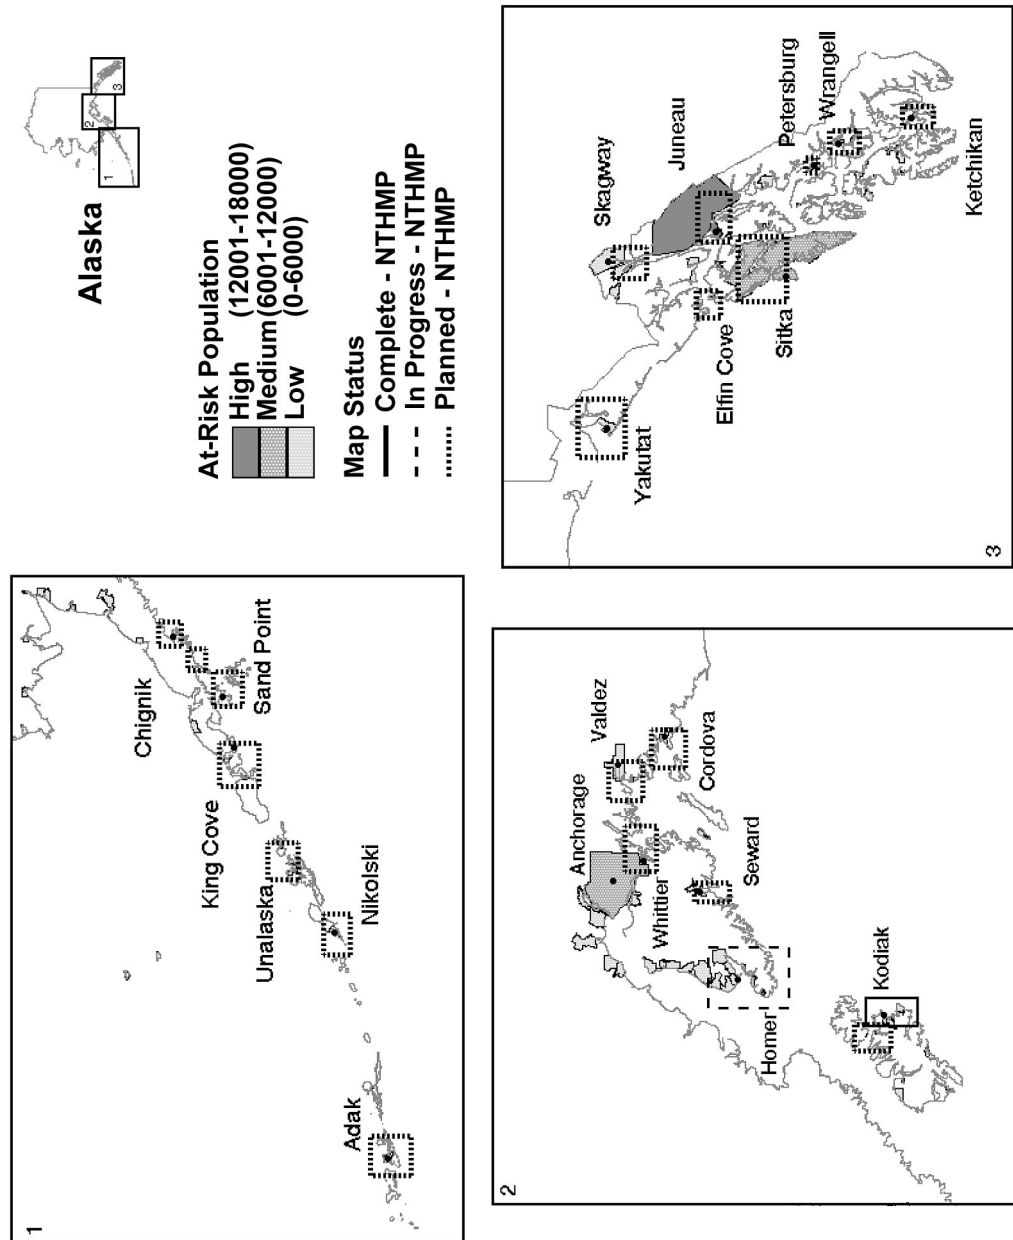 Alaska
1
2
3
At-Risk Population
High (12001-18000)
Medium (6001-12000)
Low (0-6000)
Map Status
Complete - NTHMP
In Progress - NTHMP
Planned - NTHMP
1
Adak
Nikolski
Unalaska
King Cove
Sand Point
Chignik
2
Kodiak
Homer
Seward
Whittier
Anchorage
Cordova
Valdez
3
Yakutat
Elfin Cove
Sitka
Skagway
Juneau
Petersburg
Wrangell
Ketchikan